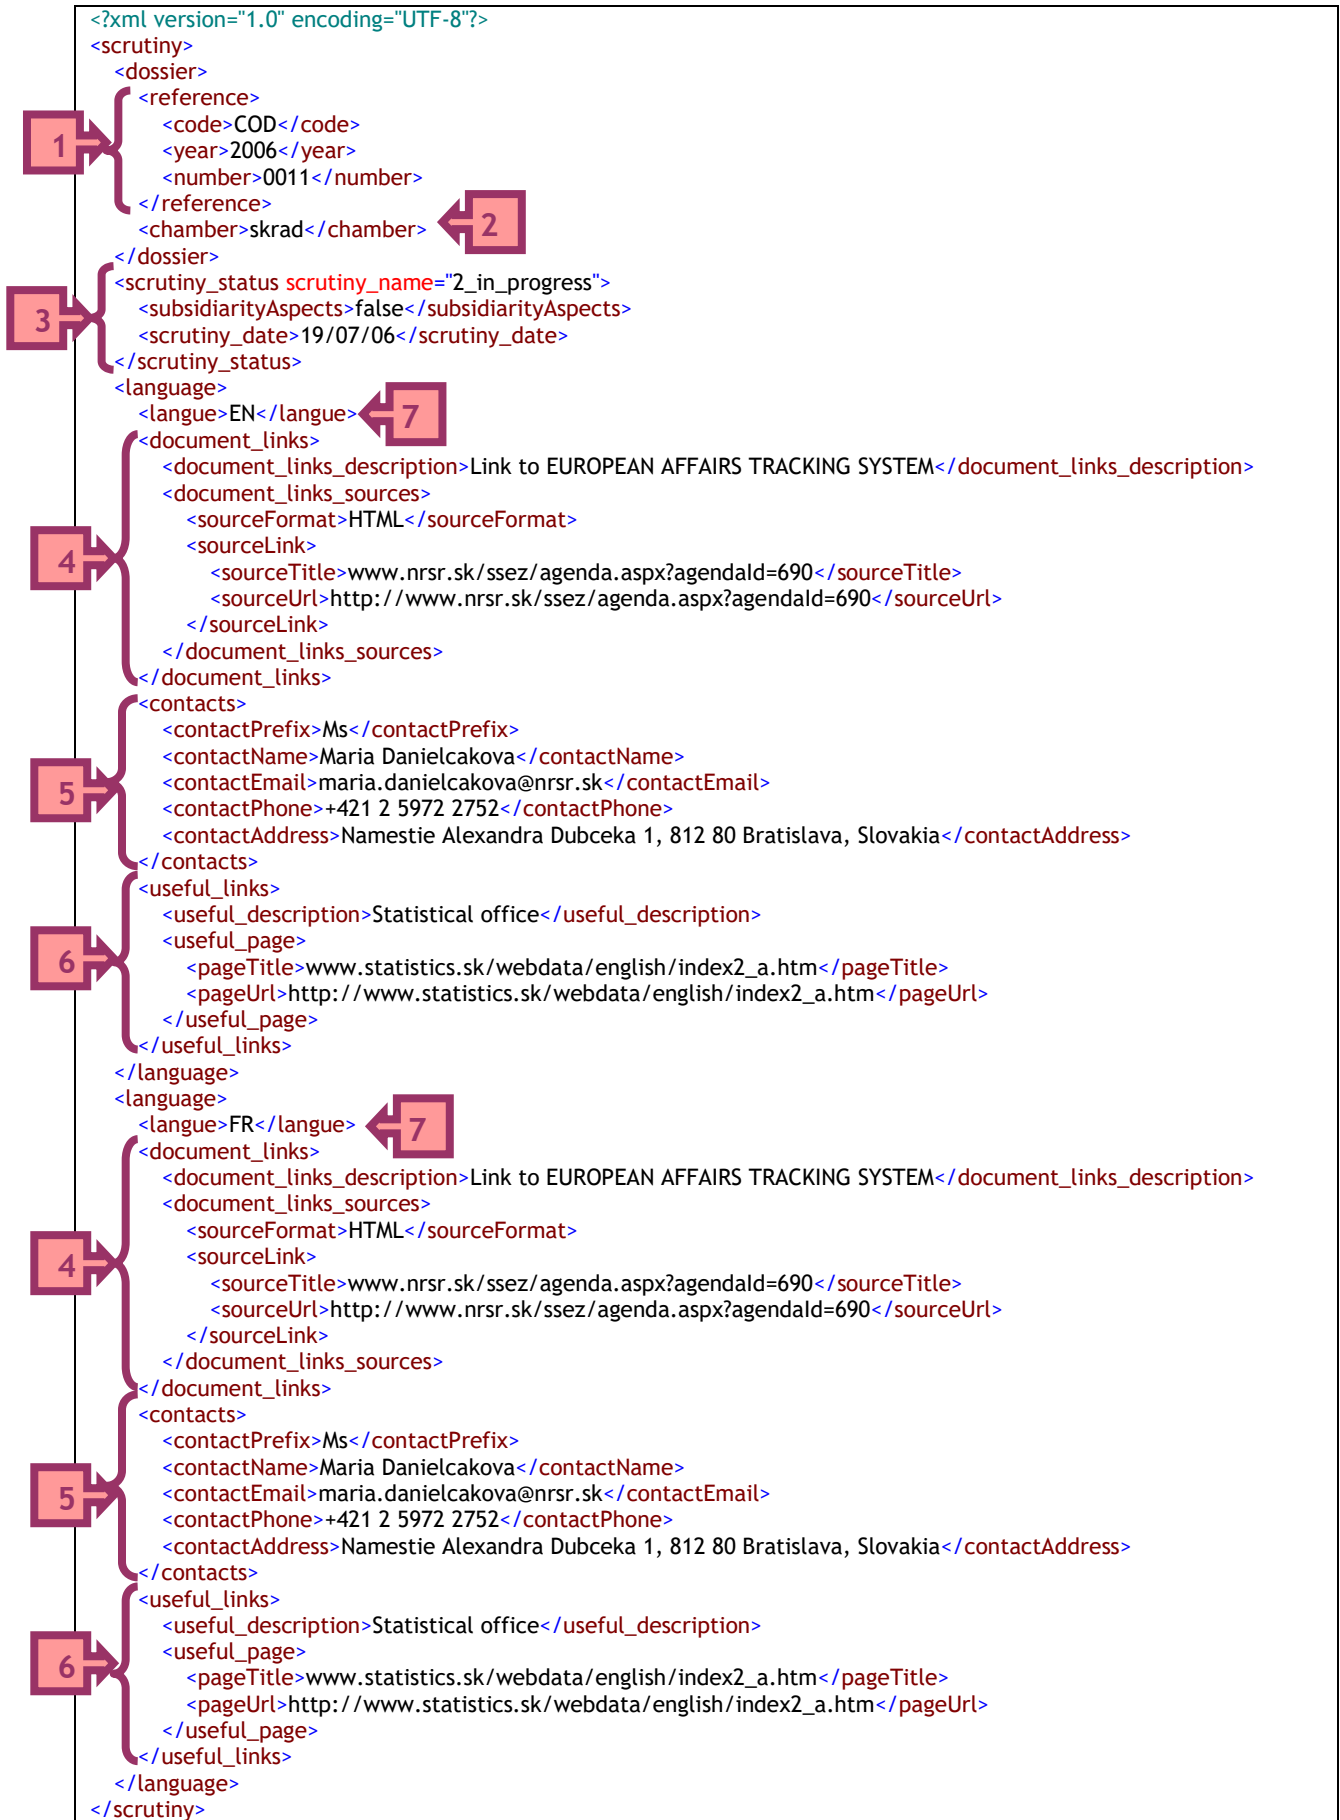 <?xml version="1.0" encoding="UTF-8"?>
<scrutiny>
<dossier>
<reference>
<code>COD</code>
1
<year>2006</year>
<number>0011</number>
</reference>
<chamber>skrad</chamber>
2
</dossier>
<scrutiny_status scrutiny_name="2_in_progress">
<subsidiarityAspects>false</subsidiarityAspects>
3
<scrutiny_date>19/07/06</scrutiny_date>
</scrutiny_status>
<language>
<langue>EN</langue>
7
<document_links>
<document_links_description>Link to EUROPEAN AFFAIRS TRACKING SYSTEM</document_links_description>
<document_links_sources>
<sourceFormat>HTML</sourceFormat>
<sourceLink>
4
<sourceTitle>www.nrsr.sk/ssez/agenda.aspx?agendaId=690</sourceTitle>
<sourceUrl>http://www.nrsr.sk/ssez/agenda.aspx?agendaId=690</sourceUrl>
</sourceLink>
</document_links_sources>
</document_links>
<contacts>
<contactPrefix>Ms</contactPrefix>
<contactName>Maria Danielcakova</contactName>
<contactEmail>maria.danielcakova@nrsr.sk</contactEmail>
5
<contactPhone>+421 2 5972 2752</contactPhone>
<contactAddress>Namestie Alexandra Dubceka 1, 812 80 Bratislava, Slovakia</contactAddress>
</contacts>
<useful_links>
<useful_description>Statistical office</useful_description>
<useful_page>
6
<pageTitle>www.statistics.sk/webdata/english/index2_a.htm</pageTitle>
<pageUrl>http://www.statistics.sk/webdata/english/index2_a.htm</pageUrl>
</useful_page>
</useful_links>
</language>
<language>
<langue>FR</langue>
7
<document_links>
<document_links_description>Link to EUROPEAN AFFAIRS TRACKING SYSTEM</document_links_description>
<document_links_sources>
<sourceFormat>HTML</sourceFormat>
<sourceLink>
4
<sourceTitle>www.nrsr.sk/ssez/agenda.aspx?agendaId=690</sourceTitle>
<sourceUrl>http://www.nrsr.sk/ssez/agenda.aspx?agendaId=690</sourceUrl>
</sourceLink>
</document_links_sources>
</document_links>
<contacts>
<contactPrefix>Ms</contactPrefix>
<contactName>Maria Danielcakova</contactName>
<contactEmail>maria.danielcakova@nrsr.sk</contactEmail>
5
<contactPhone>+421 2 5972 2752</contactPhone>
<contactAddress>Namestie Alexandra Dubceka 1, 812 80 Bratislava, Slovakia</contactAddress>
</contacts>
<useful_links>
<useful_description>Statistical office</useful_description>
<useful_page>
6
<pageTitle>www.statistics.sk/webdata/english/index2_a.htm</pageTitle>
<pageUrl>http://www.statistics.sk/webdata/english/index2_a.htm</pageUrl>
</useful_page>
</useful_links>
</language>
</scrutiny>